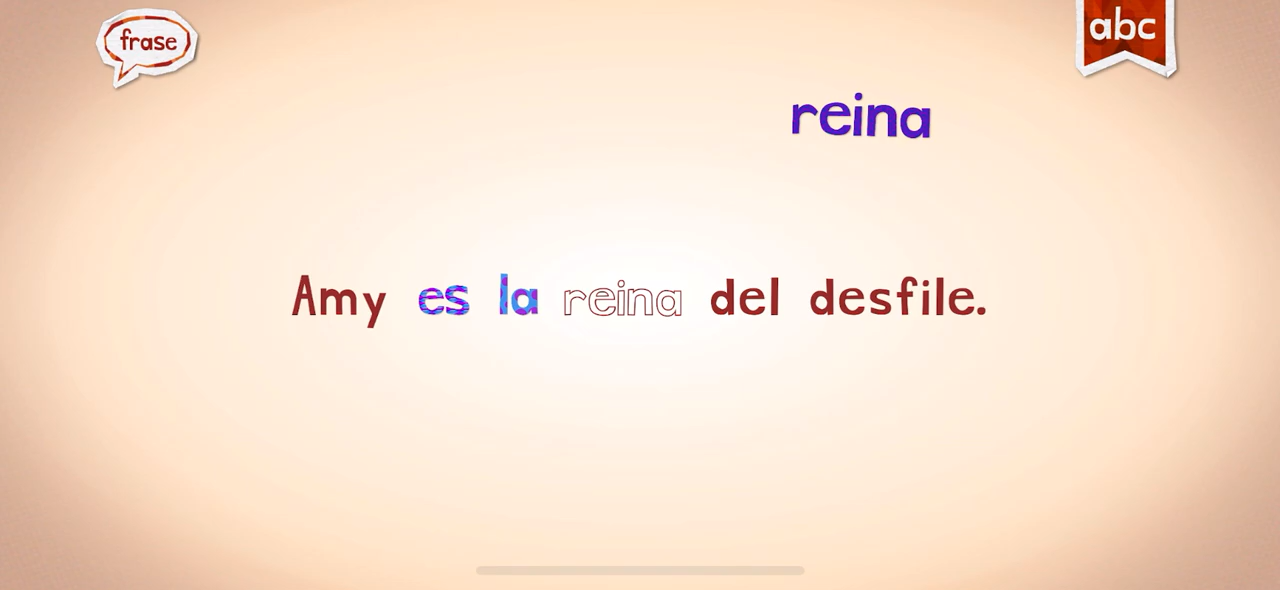 frase
abc
reina
Amy es la reina del desfile.